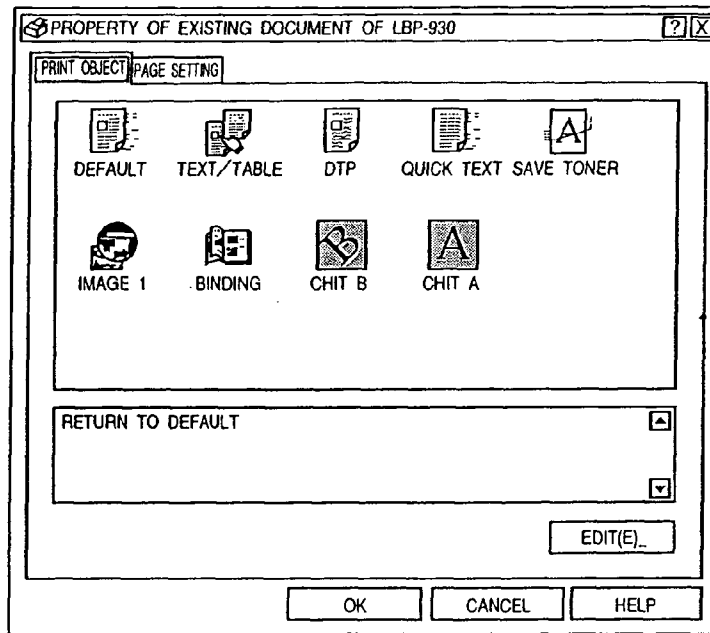 PROPERTY OF EXISTING DOCUMENT OF LBP-930 ? X
PRINT OBJECT PAGE SETTING
DEFAULT TEXT/TABLE DTP QUICK TEXT SAVE TONER
A
B A
IMAGE 1 BINDING CHIT B CHIT A
RETURN TO DEFAULT
EDIT(E)_
OK CANCEL HELP